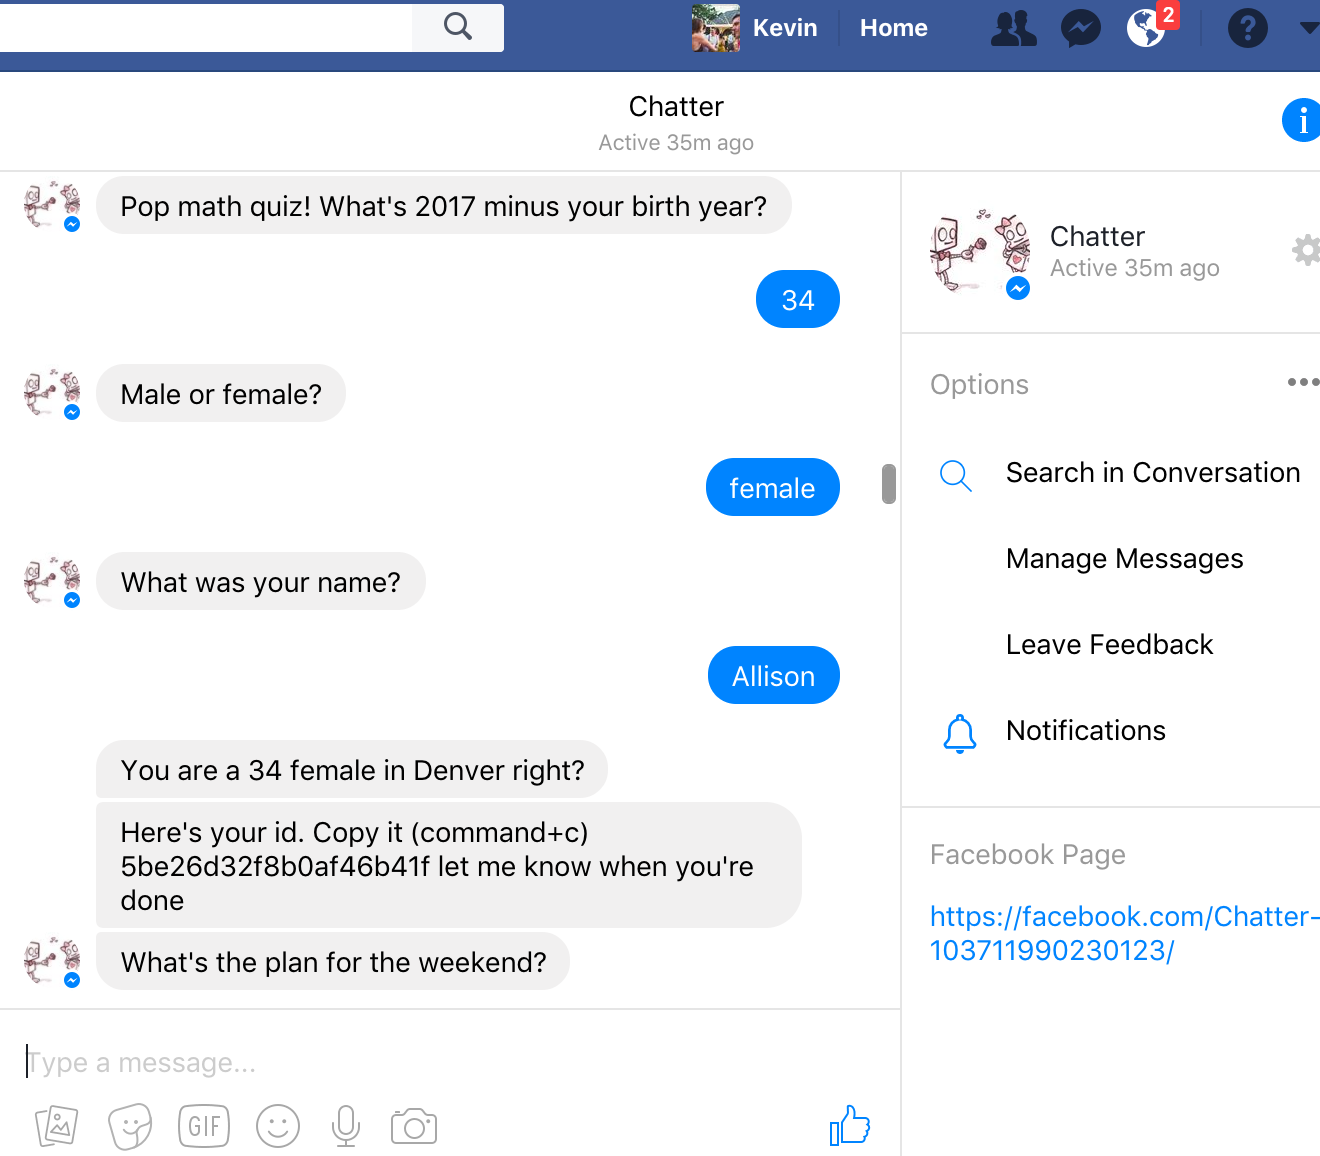 Kevin
Home
2
?
Chatter
Active 35m ago
i
Pop math quiz! What's 2017 minus your birth year?
34
Male or female?
female
What was your name?
Allison
You are a 34 female in Denver right?
Here's your id. Copy it (command+c)
5be26d32f8b0af46b41f let me know when you're
done
What's the plan for the weekend?
Type a message...
GIF
Chatter
Active 35m ago
Options
Search in Conversation
Manage Messages
Leave Feedback
Notifications
Facebook Page
https://facebook.com/Chatter-
103711990230123/